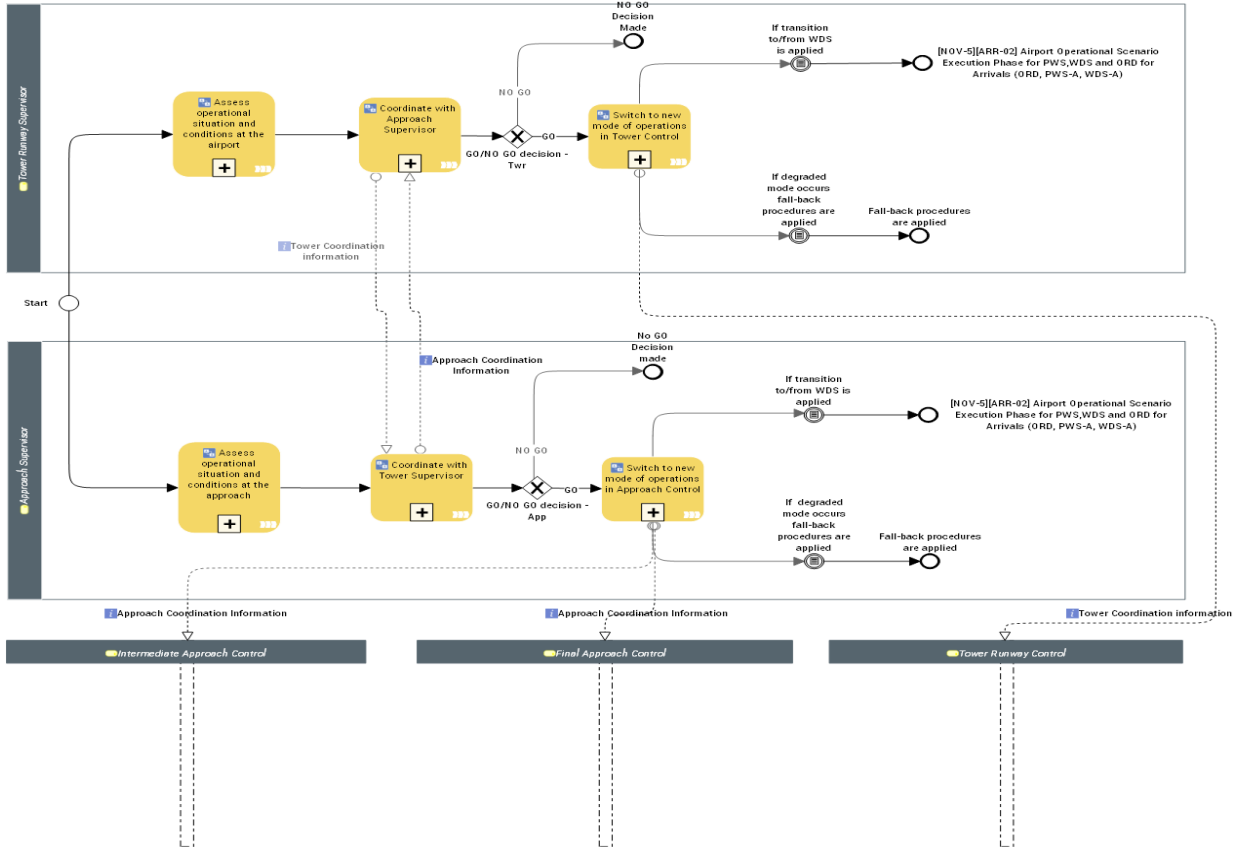 NO GO
Decision
Made
If transition
to/from WDS
is applied
[NOV-5][ARR-02] Airport Operational Scenario
Execution Phase for PWS,WDS and ORD for
Arrivals (ORD, PWS-A, WDS-A)
Tower Runway Supervisor
Assess
operational
situation and
conditions at the
airport
Coordinate with
Approach
Supervisor
NO GO
GO
GO/NO GO decision -
Twr
Switch to new
mode of operations
in Tower Control
If degraded
mode occurs
fall-back
procedures are
applied
Fall-back procedures
are applied
Tower Coordination
information
Start
Approach Coordination
Information
No GO
Decision
made
If transition
to/from WDS is
applied
[NOV-5][ARR-02] Airport Operational Scenario
Execution Phase for PWS,WDS and ORD for
Arrivals (ORD, PWS-A, WDS-A)
Approach Supervisor
Assess
operational
situation and
conditions at the
approach
Coordinate with
Tower Supervisor
NO GO
GO
GO/NO GO decision -
App
Switch to new
mode of operations
in Approach Control
If degraded
mode occurs
fall-back
procedures are
applied
Fall-back procedures
are applied
Approach Coordination Information
Approach Coordination Information
Tower Coordination information
Intermediate Approach Control
Final Approach Control
Tower Runway Control